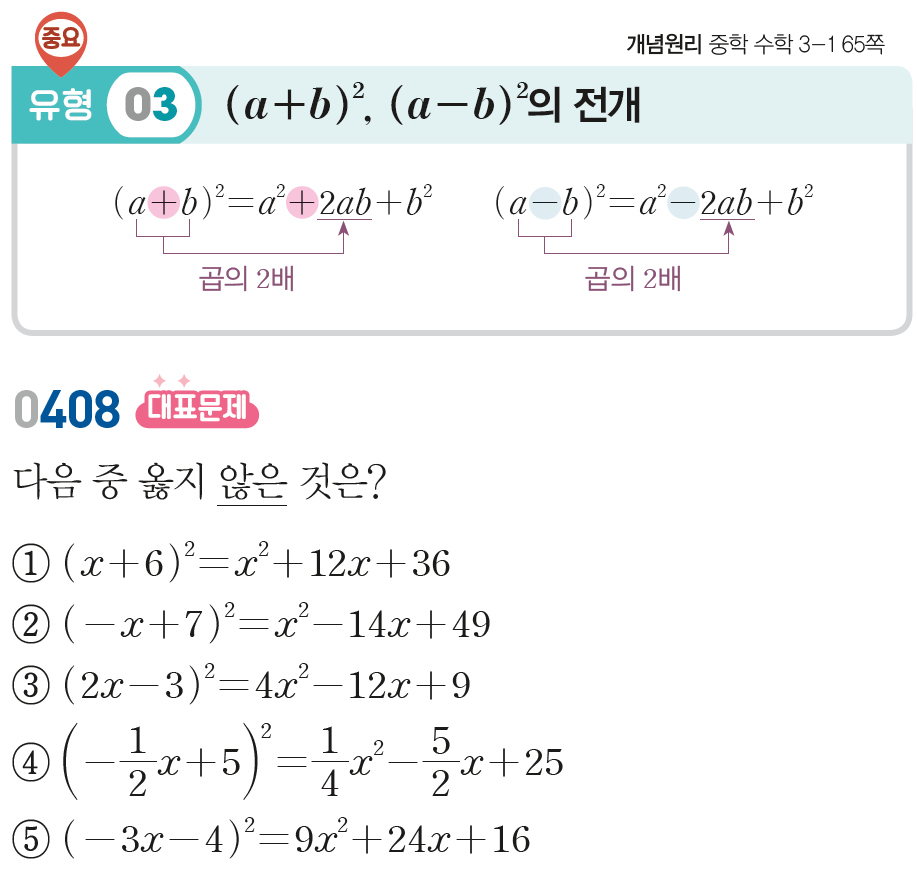 중요
개념원리 중학 수학 3-1 65쪽
유형 03 (a+b)², (a-b)²의 전개
(a+b)²=a²+2ab+b² (a-b)²=a²-2ab+b²
곱의 2배 곱의 2배
0408 대표문제
다음 중 옳지 않은 것은?
① (x+6)²=x²+12x+36
② (-x+7)²=x²-14x+49
③ (2x-3)²=4x²-12x+9
④ (-1/2x+5)²=1/4x²-5/2x+25
⑤ (-3x-4)²=9x²+24x+16